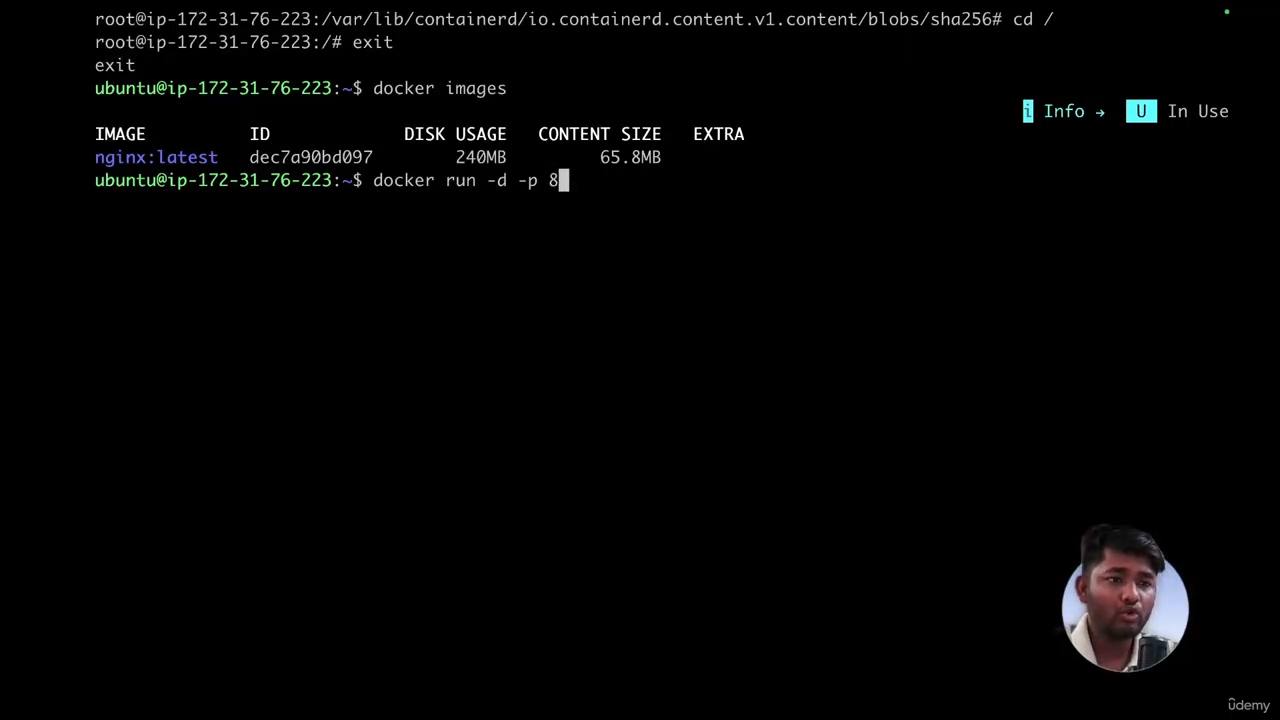 root@ip-172-31-76-223:/var/lib/containerd/io.containerd.content.v1.content/blobs/sha256# cd /
root@ip-172-31-76-223:/# exit
exit
ubuntu@ip-172-31-76-223:~$ docker images
i Info → U In Use
IMAGE ID DISK USAGE CONTENT SIZE EXTRA
nginx:latest dec7a90bd097 240MB 65.8MB
ubuntu@ip-172-31-76-223:~$ docker run -d -p 8
ûdemy